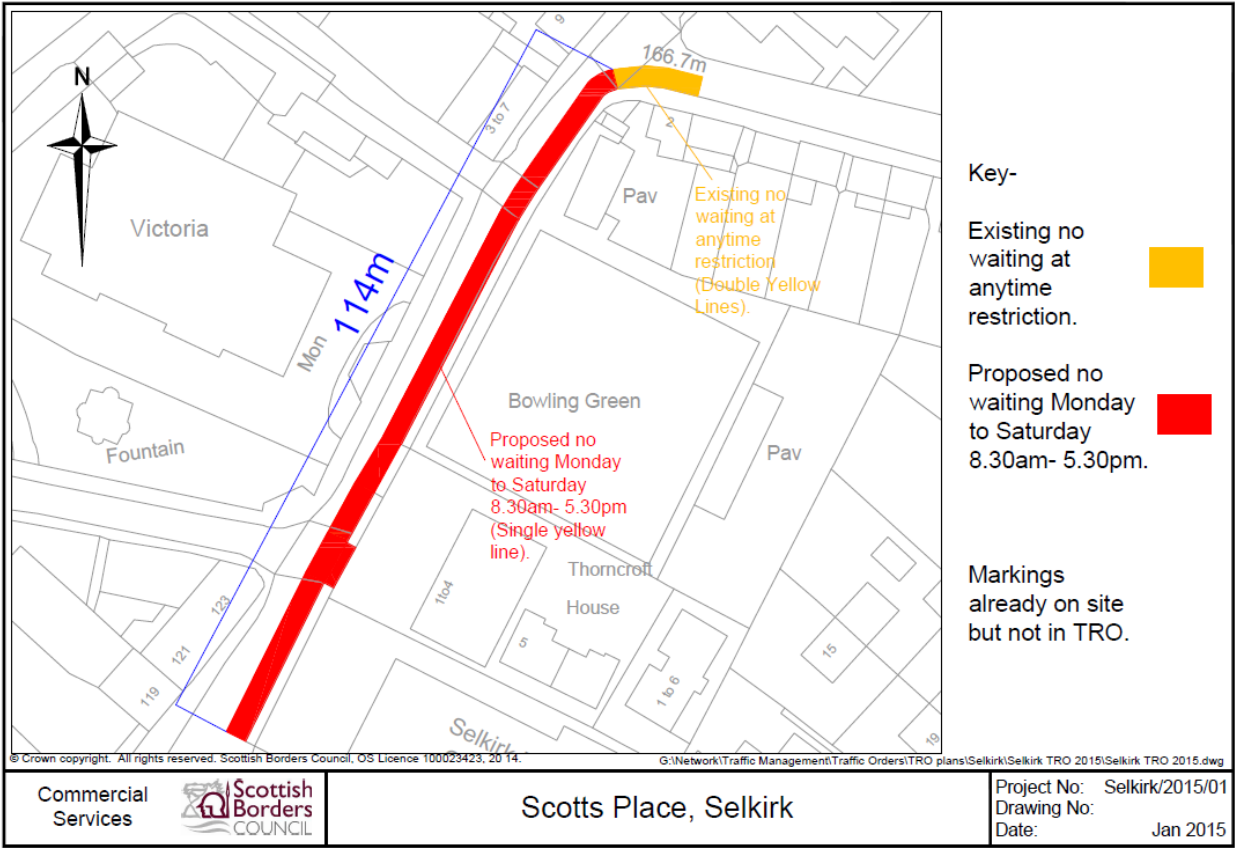 9
166.7m
N
3 to 7
2
Pav
Existing no
waiting at
anytime
restriction
(Double Yellow
Lines).
Victoria
114m
Mon
Bowling Green
Fountain
Pav
Proposed no
waiting Monday
to Saturday
8.30am- 5.30pm
(Single yellow
line).
Thorncroft
House
1to4
5
123
121
119
15
1 to 6
Selkirk
19
Key-
Existing no
waiting at
anytime
restriction.
Proposed no
waiting Monday
to Saturday
8.30am- 5.30pm.
Markings
already on site
but not in TRO.
© Crown copyright. All rights reserved. Scottish Borders Council, OS Licence 100023423, 20 14.
G:\Network\Traffic Management\Traffic Orders\TRO plans\Selkirk\Selkirk TRO 2015\Selkirk TRO 2015.dwg
Commercial
Services
Scottish
Borders
COUNCIL
Scotts Place, Selkirk
Project No: Selkirk/2015/01
Drawing No:
Date: Jan 2015